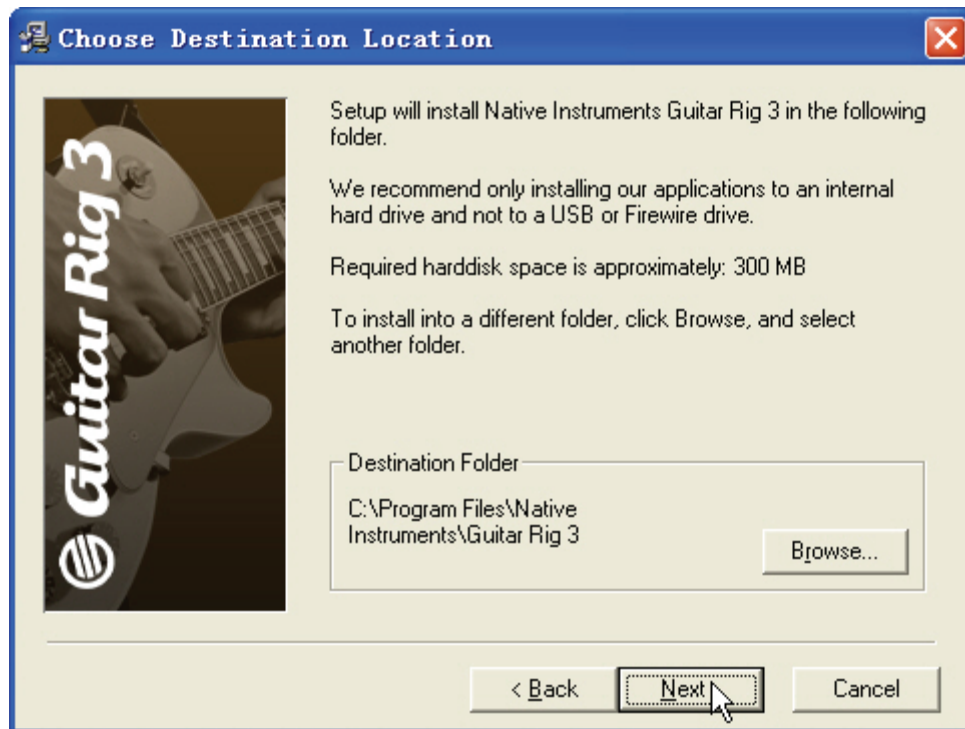 Choose Destination Location
Guitar Rig 3
Setup will install Native Instruments Guitar Rig 3 in the following
folder.
We recommend only installing our applications to an internal
hard drive and not to a USB or Firewire drive.
Required harddisk space is approximately: 300 MB
To install into a different folder, click Browse, and select
another folder.
Destination Folder
C:\Program Files\Native
Instruments\Guitar Rig 3
Browse...
< Back
Next
Cancel